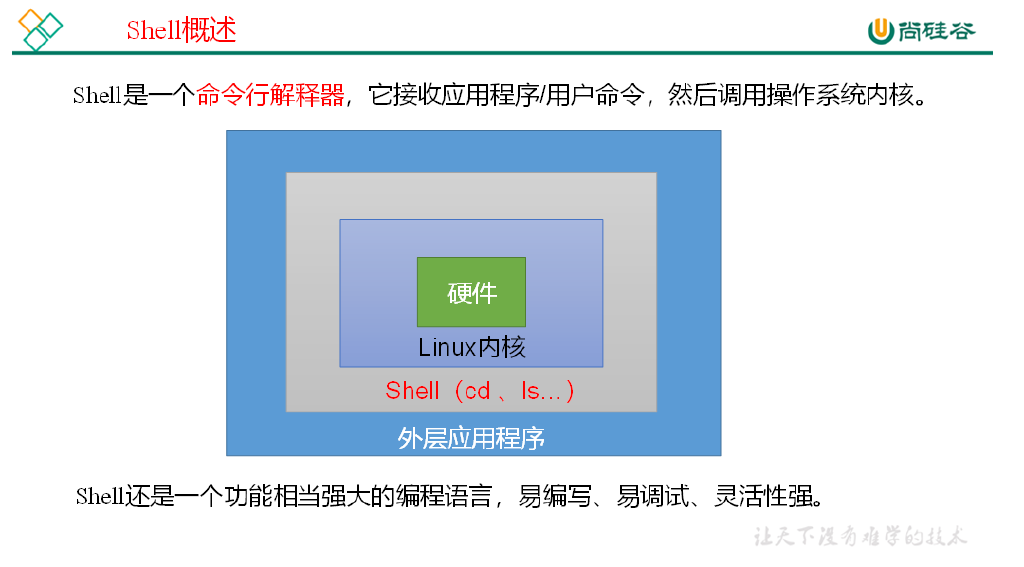 Shell概述
尚硅谷
Shell是一个命令行解释器，它接收应用程序/用户命令，然后调用操作系统内核。
硬件
Linux内核
Shell（cd 、ls…）
外层应用程序
Shell还是一个功能相当强大的编程语言，易编写、易调试、灵活性强。
让天下没有难学的技术